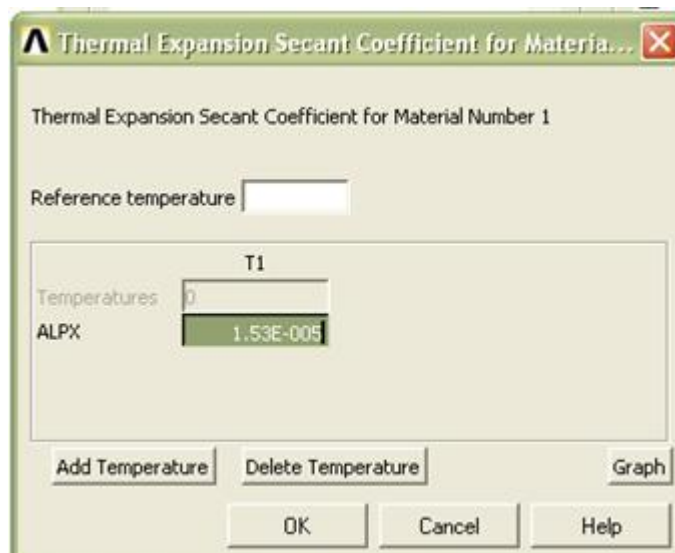 Thermal Expansion Secant Coefficient for Materia...
Thermal Expansion Secant Coefficient for Material Number 1
Reference temperature
T1
Temperatures 0
ALPX 1.53E-005
Add Temperature Delete Temperature Graph
OK Cancel Help